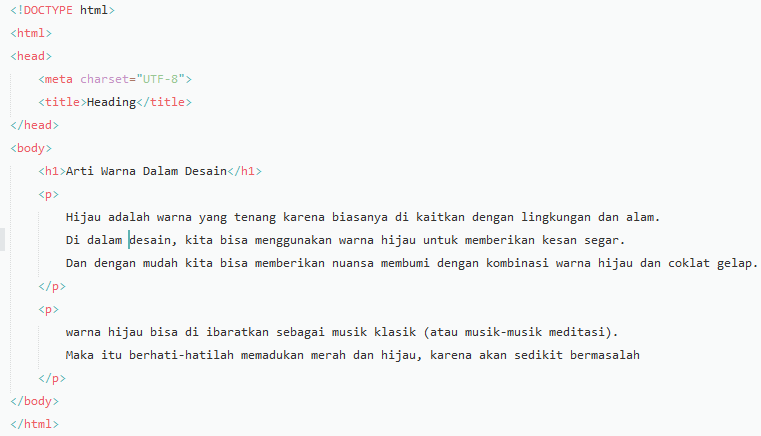 <!DOCTYPE html>
<html>
<head>
    <meta charset="UTF-8">
    <title>Heading</title>
</head>
<body>
    <h1>Arti Warna Dalam Desain</h1>
    <p>
        Hijau adalah warna yang tenang karena biasanya di kaitkan dengan lingkungan dan alam.
        Di dalam desain, kita bisa menggunakan warna hijau untuk memberikan kesan segar.
        Dan dengan mudah kita bisa memberikan nuansa membumi dengan kombinasi warna hijau dan coklat gelap.
    </p>
    <p>
        warna hijau bisa di ibaratkan sebagai musik klasik (atau musik-musik meditasi).
        Maka itu berhati-hatilah memadukan merah dan hijau, karena akan sedikit bermasalah
    </p>
</body>
</html>